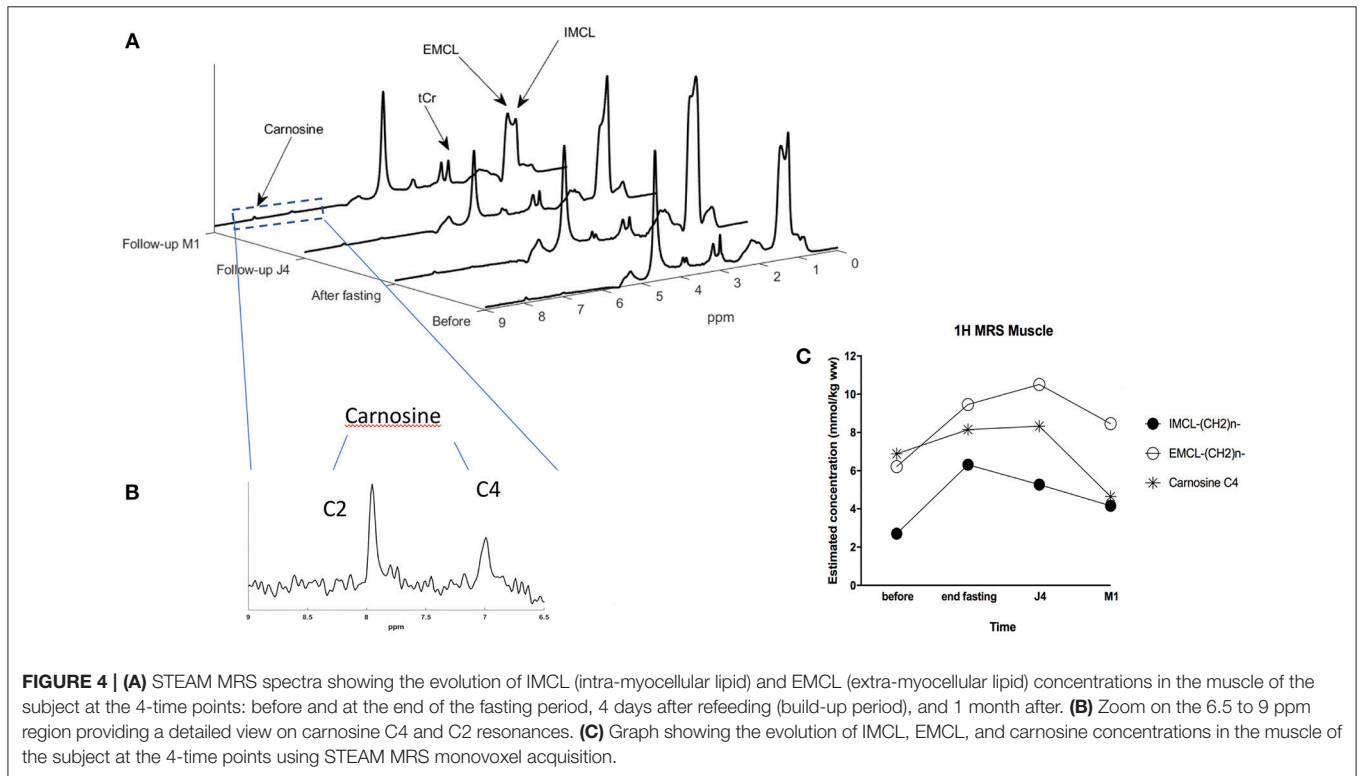 A
IMCL
EMCL
tCr
Carnosine
Follow-up M1
Follow-up J4
After fasting
Before
9 8 7 6 5 4 3 2 1 0
ppm
Carnosine
B
C2
C4
9 8.5 8 7.5 7 6.5
ppm
1H MRS Muscle
C
Estimated concentration (mmol/kg ww)
12
10
8
6
4
2
0
before end fasting J4 M1
Time
IMCL-(CH2)n-
EMCL-(CH2)n-
Carnosine C4
FIGURE 4 | (A) STEAM MRS spectra showing the evolution of IMCL (intra-myocellular lipid) and EMCL (extra-myocellular lipid) concentrations in the muscle of the
subject at the 4-time points: before and at the end of the fasting period, 4 days after refeeding (build-up period), and 1 month after. (B) Zoom on the 6.5 to 9 ppm
region providing a detailed view on carnosine C4 and C2 resonances. (C) Graph showing the evolution of IMCL, EMCL, and carnosine concentrations in the muscle of
the subject at the 4-time points using STEAM MRS monovoxel acquisition.